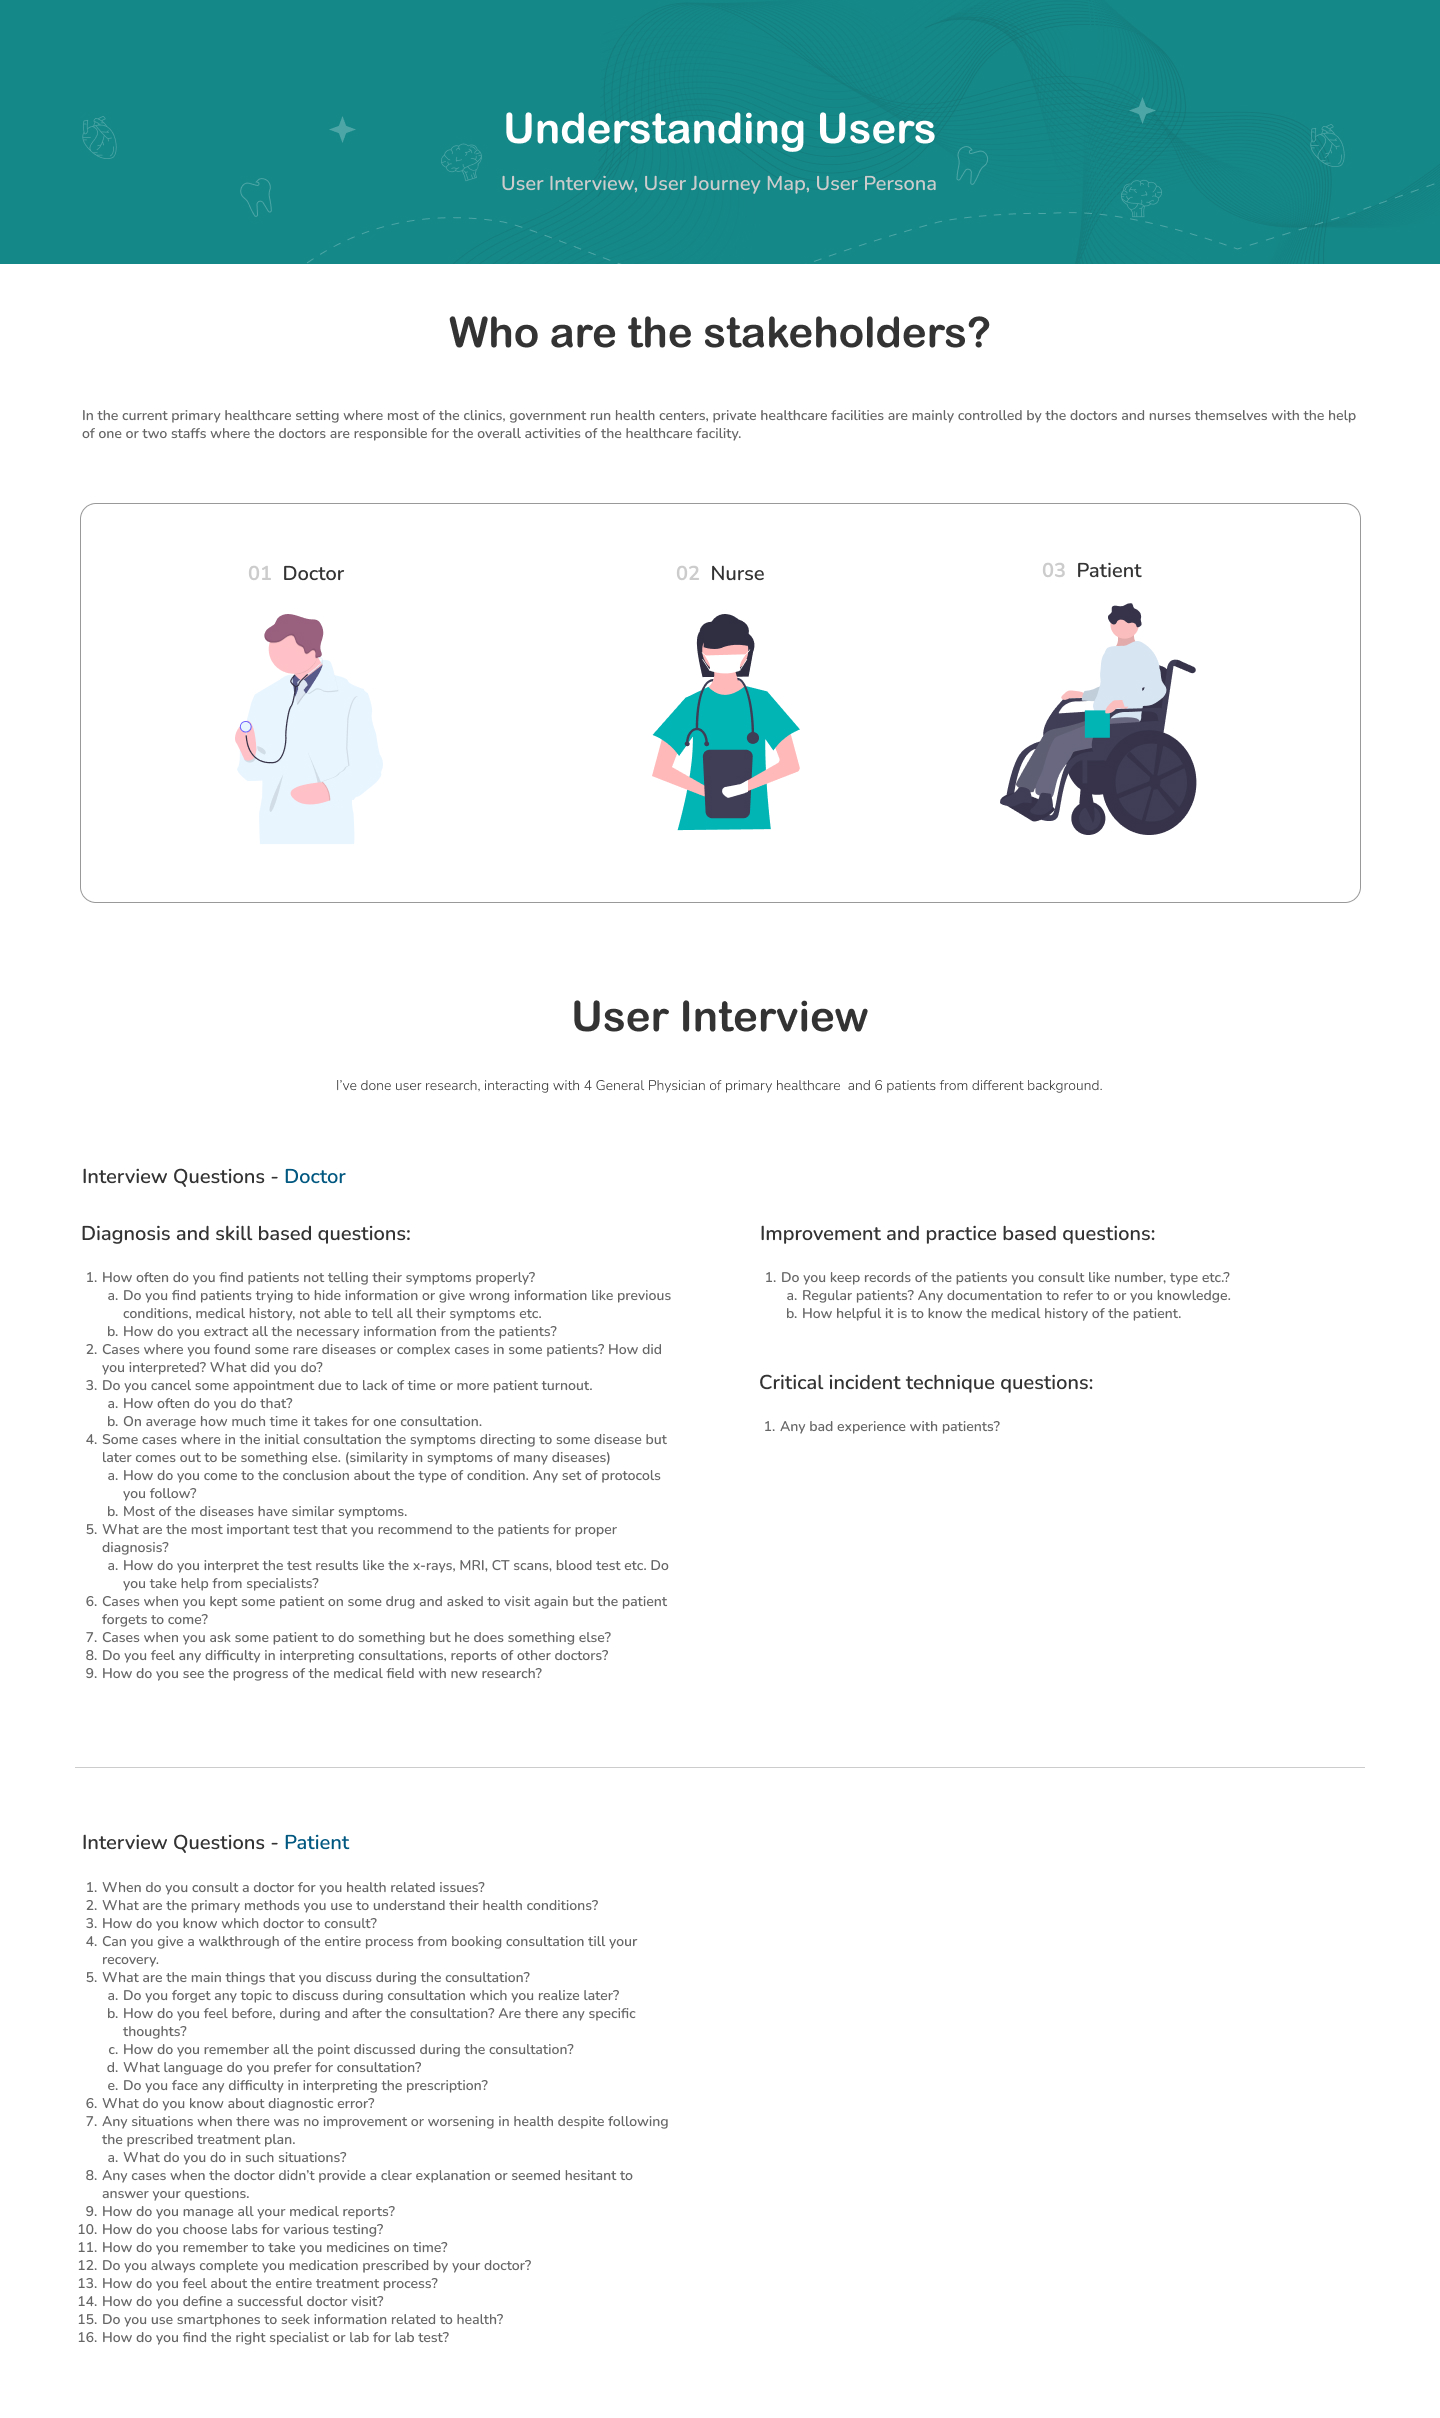 Understanding Users
User Interview, User Journey Map, User Persona
Who are the stakeholders?
In the current primary healthcare setting where most of the clinics, government run health centers, private healthcare facilities are mainly controlled by the doctors and nurses themselves with the help
of one or two staffs where the doctors are responsible for the overall activities of the healthcare facility.
01 Doctor
02 Nurse
03 Patient
User Interview
I've done user research, interacting with 4 General Physician of primary healthcare  and 6 patients from different background.
Interview Questions - Doctor
Diagnosis and skill based questions:
1. How often do you find patients not telling their symptoms properly?
a. Do you find patients trying to hide information or give wrong information like previous
conditions, medical history, not able to tell all their symptoms etc.
b. How do you extract all the necessary information from the patients?
2. Cases where you found some rare diseases or complex cases in some patients? How did
you interpreted? What did you do?
3. Do you cancel some appointment due to lack of time or more patient turnout.
a. How often do you do that?
b. On average how much time it takes for one consultation.
4. Some cases where in the initial consultation the symptoms directing to some disease but
later comes out to be something else. (similarity in symptoms of many diseases)
a. How do you come to the conclusion about the type of condition. Any set of protocols
you follow?
b. Most of the diseases have similar symptoms.
5. What are the most important test that you recommend to the patients for proper
diagnosis?
a. How do you interpret the test results like the x-rays, MRI, CT scans, blood test etc. Do
you take help from specialists?
6. Cases when you kept some patient on some drug and asked to visit again but the patient
forgets to come?
7. Cases when you ask some patient to do something but he does something else?
8. Do you feel any difficulty in interpreting consultations, reports of other doctors?
9. How do you see the progress of the medical field with new research?
Improvement and practice based questions:
1. Do you keep records of the patients you consult like number, type etc.?
a. Regular patients? Any documentation to refer to or you knowledge.
b. How helpful it is to know the medical history of the patient.
Critical incident technique questions:
1. Any bad experience with patients?
Interview Questions - Patient
1. When do you consult a doctor for you health related issues?
2. What are the primary methods you use to understand their health conditions?
3. How do you know which doctor to consult?
4. Can you give a walkthrough of the entire process from booking consultation till your
recovery.
5. What are the main things that you discuss during the consultation?
a. Do you forget any topic to discuss during consultation which you realize later?
b. How do you feel before, during and after the consultation? Are there any specific
thoughts?
c. How do you remember all the point discussed during the consultation?
d. What language do you prefer for consultation?
e. Do you face any difficulty in interpreting the prescription?
6. What do you know about diagnostic error?
7. Any situations when there was no improvement or worsening in health despite following
the prescribed treatment plan.
a. What do you do in such situations?
8. Any cases when the doctor didn't provide a clear explanation or seemed hesitant to
answer your questions.
9. How do you manage all your medical reports?
10. How do you choose labs for various testing?
11. How do you remember to take you medicines on time?
12. Do you always complete you medication prescribed by your doctor?
13. How do you feel about the entire treatment process?
14. How do you define a successful doctor visit?
15. Do you use smartphones to seek information related to health?
16. How do you find the right specialist or lab for lab test?